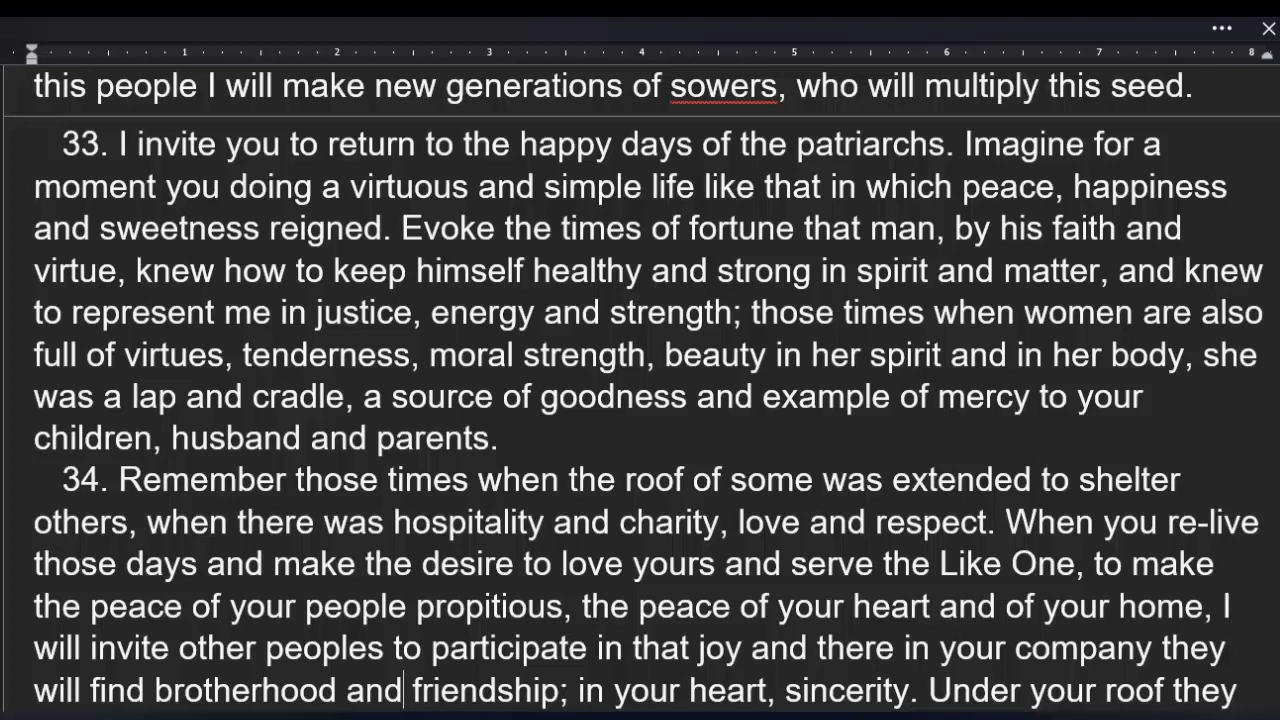 1 2 3 4 5 6 7 8
this people I will make new generations of sowers, who will multiply this seed.
33. I invite you to return to the happy days of the patriarchs. Imagine for a
moment you doing a virtuous and simple life like that in which peace, happiness
and sweetness reigned. Evoke the times of fortune that man, by his faith and
virtue, knew how to keep himself healthy and strong in spirit and matter, and knew
to represent me in justice, energy and strength; those times when women are also
full of virtues, tenderness, moral strength, beauty in her spirit and in her body, she
was a lap and cradle, a source of goodness and example of mercy to your
children, husband and parents.
34. Remember those times when the roof of some was extended to shelter
others, when there was hospitality and charity, love and respect. When you re-live
those days and make the desire to love yours and serve the Like One, to make
the peace of your people propitious, the peace of your heart and of your home, I
will invite other peoples to participate in that joy and there in your company they
will find brotherhood and friendship; in your heart, sincerity. Under your roof they